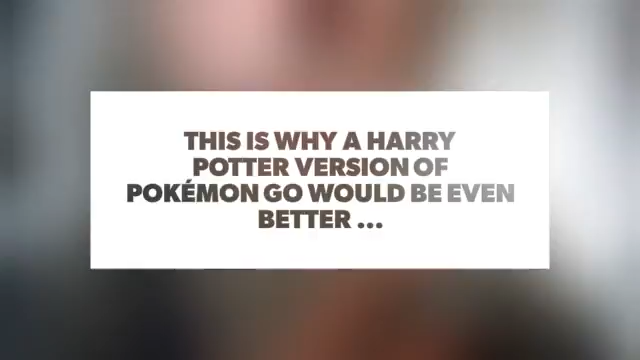 THIS IS WHY A HARRY
POTTER VERSION OF
POKÉMON GO WOULD BE EVEN
BETTER ...